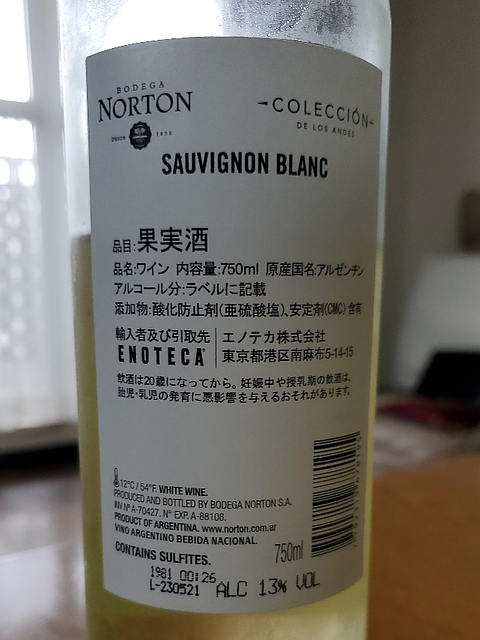 BODEGA
NORTON
DESDE 1895
COLECCIÓN
DE LOS ANDES
SAUVIGNON BLANC
品目:果実酒
品名:ワイン 内容量:750ml 原産国名:アルゼンチン
アルコール分:ラベルに記載
添加物:酸化防止剤(亜硫酸塩)、安定剤(CMC) 含有
輸入者及び引取先
ENOTECA
エノテカ株式会社
東京都港区南麻布5-14-15
飲酒は20歳になってから。妊娠中や授乳期の飲酒は、
胎児・乳児の発育に悪影響を与えるおそれがあります。
12°C / 54°F. WHITE WINE.
PRODUCED AND BOTTLED BY BODEGA NORTON S.A.
INV N° A-70427. N° EXP. A-88108.
PRODUCT OF ARGENTINA. www.norton.com.ar
VINO ARGENTINO BEBIDA NACIONAL.
CONTAINS SULFITES.
750ml
1981 00:26
L-230521 ALC 13% VOL